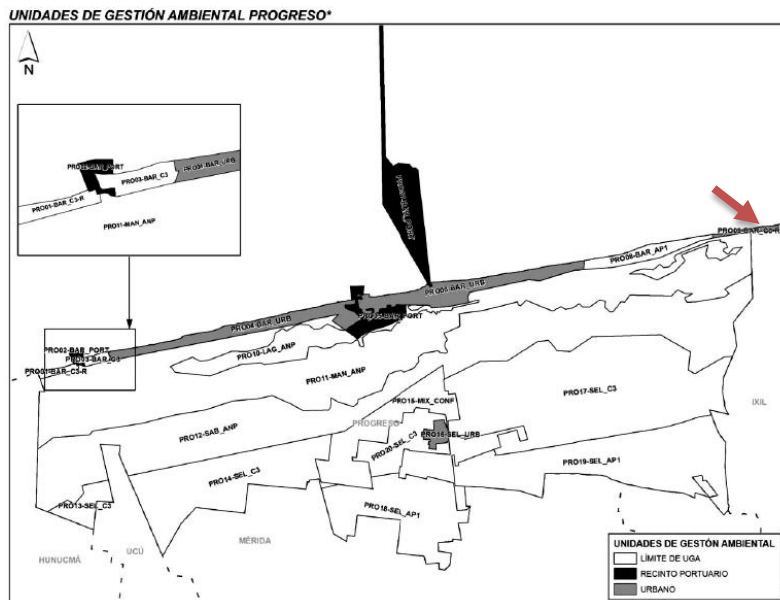 UNIDADES DE GESTIÓN AMBIENTAL PROGRESO*
N
PRO02-BAR_PORT
PRO03-BAR_C3
PRO04-BAR_URB
PRO01-BAR_C3-R
PRO11-MAN_ANP
PRO08-BAR_AP1
PRO06-BAR_URB
PRO04-BAR_URB
PRO05-BAR_PORT
PRO02-BAR_PORT
PRO03-BAR_C3
PRO01-BAR_C3-R
PRO10-LAG_ANP
PRO11-MAN_ANP
PRO17-SEL_C3
PRO15-MIX_CONF
IXIL
PROGRESO
PRO12-SAB_ANP
PRO16-SEL_URB
PRO20-SEL_C3
PRO19-SEL_AP1
PRO14-SEL_C3
PRO13-SEL_C3
PRO18-SEL_AP1
MÉRIDA
UCÚ
HUNUCMÁ
UNIDADES DE GESTIÓN AMBIENTAL
LÍMITE DE UGA
RECINTO PORTUARIO
URBANO